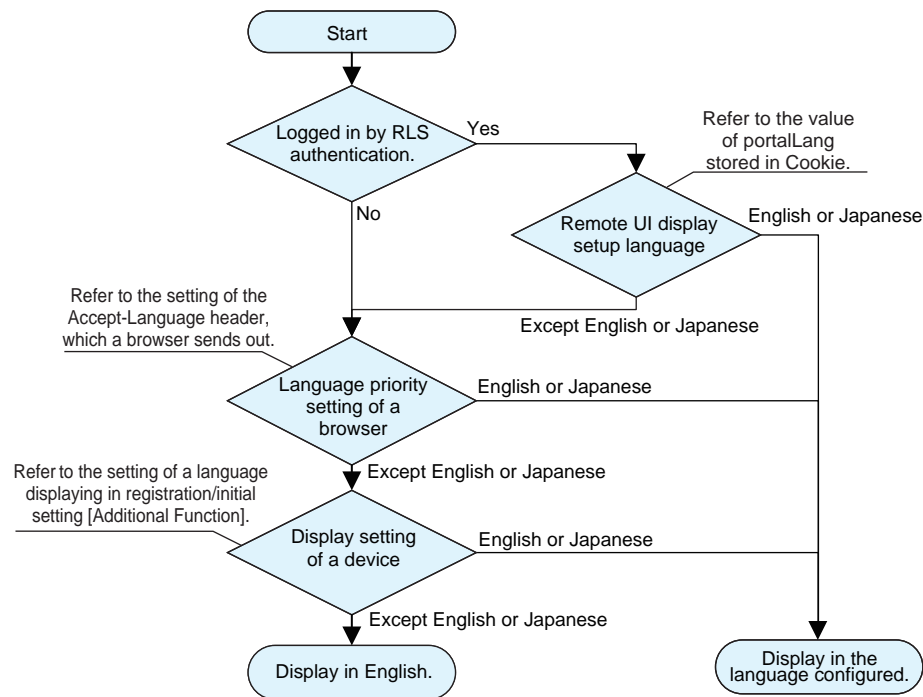 Start
Logged in by RLS
authentication.
Yes
Refer to the value
of portalLang
stored in Cookie.
No
Remote UI display
setup language
English or Japanese
Refer to the setting of the
Accept-Language header,
which a browser sends out.
Except English or Japanese
Language priority
setting of a
browser
English or Japanese
Except English or Japanese
Refer to the setting of a language
displaying in registration/initial
setting [Additional Function].
Display setting
of a device
English or Japanese
Except English or Japanese
Display in English.
Display in the
language configured.